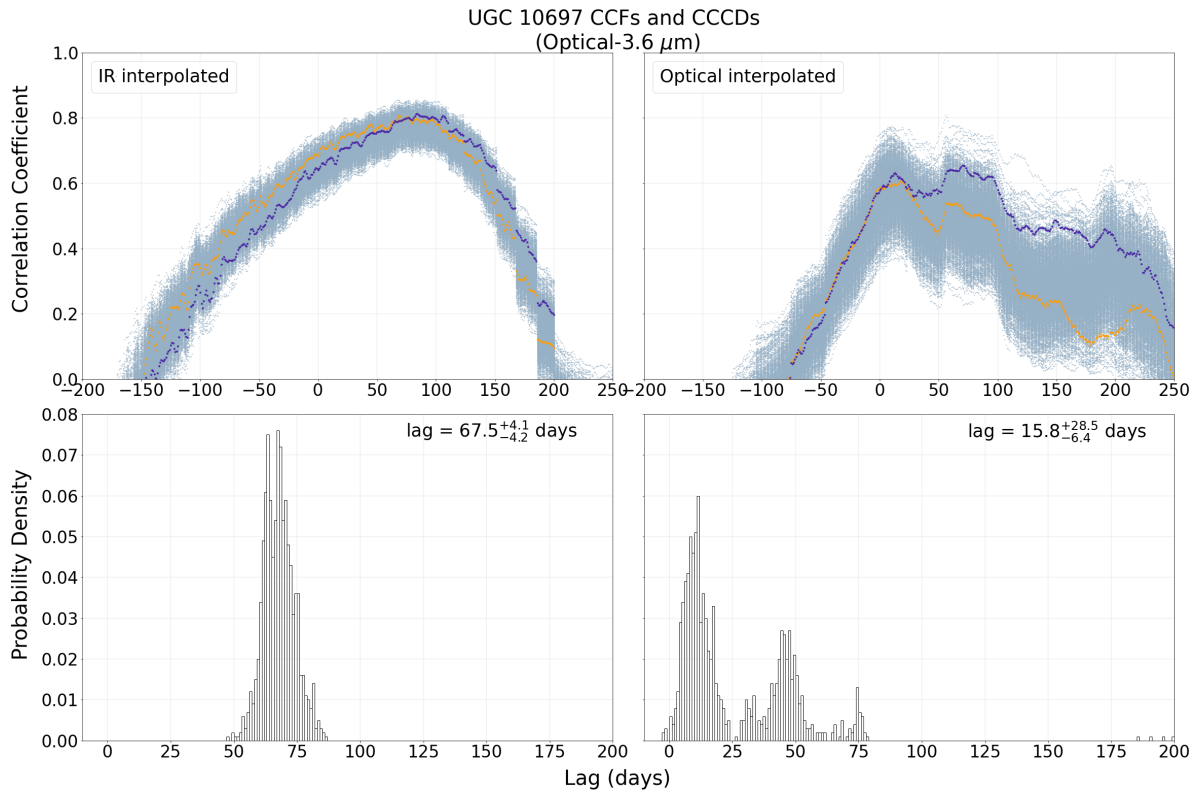 UGC 10697 CCFs and CCCDs
(Optical-3.6 μm)
IR interpolated
Optical interpolated
Correlation Coefficient
1.0
0.8
0.6
0.4
0.2
0.0
−200 −150 −100 −50 0 50 100 150 200 250
−200 −150 −100 −50 0 50 100 150 200 250
lag = 67.5 +4.1 −4.2 days
lag = 15.8 +28.5 −6.4 days
Probability Density
0.08
0.07
0.06
0.05
0.04
0.03
0.02
0.01
0.00
0 25 50 75 100 125 150 175 200
0 25 50 75 100 125 150 175 200
Lag (days)